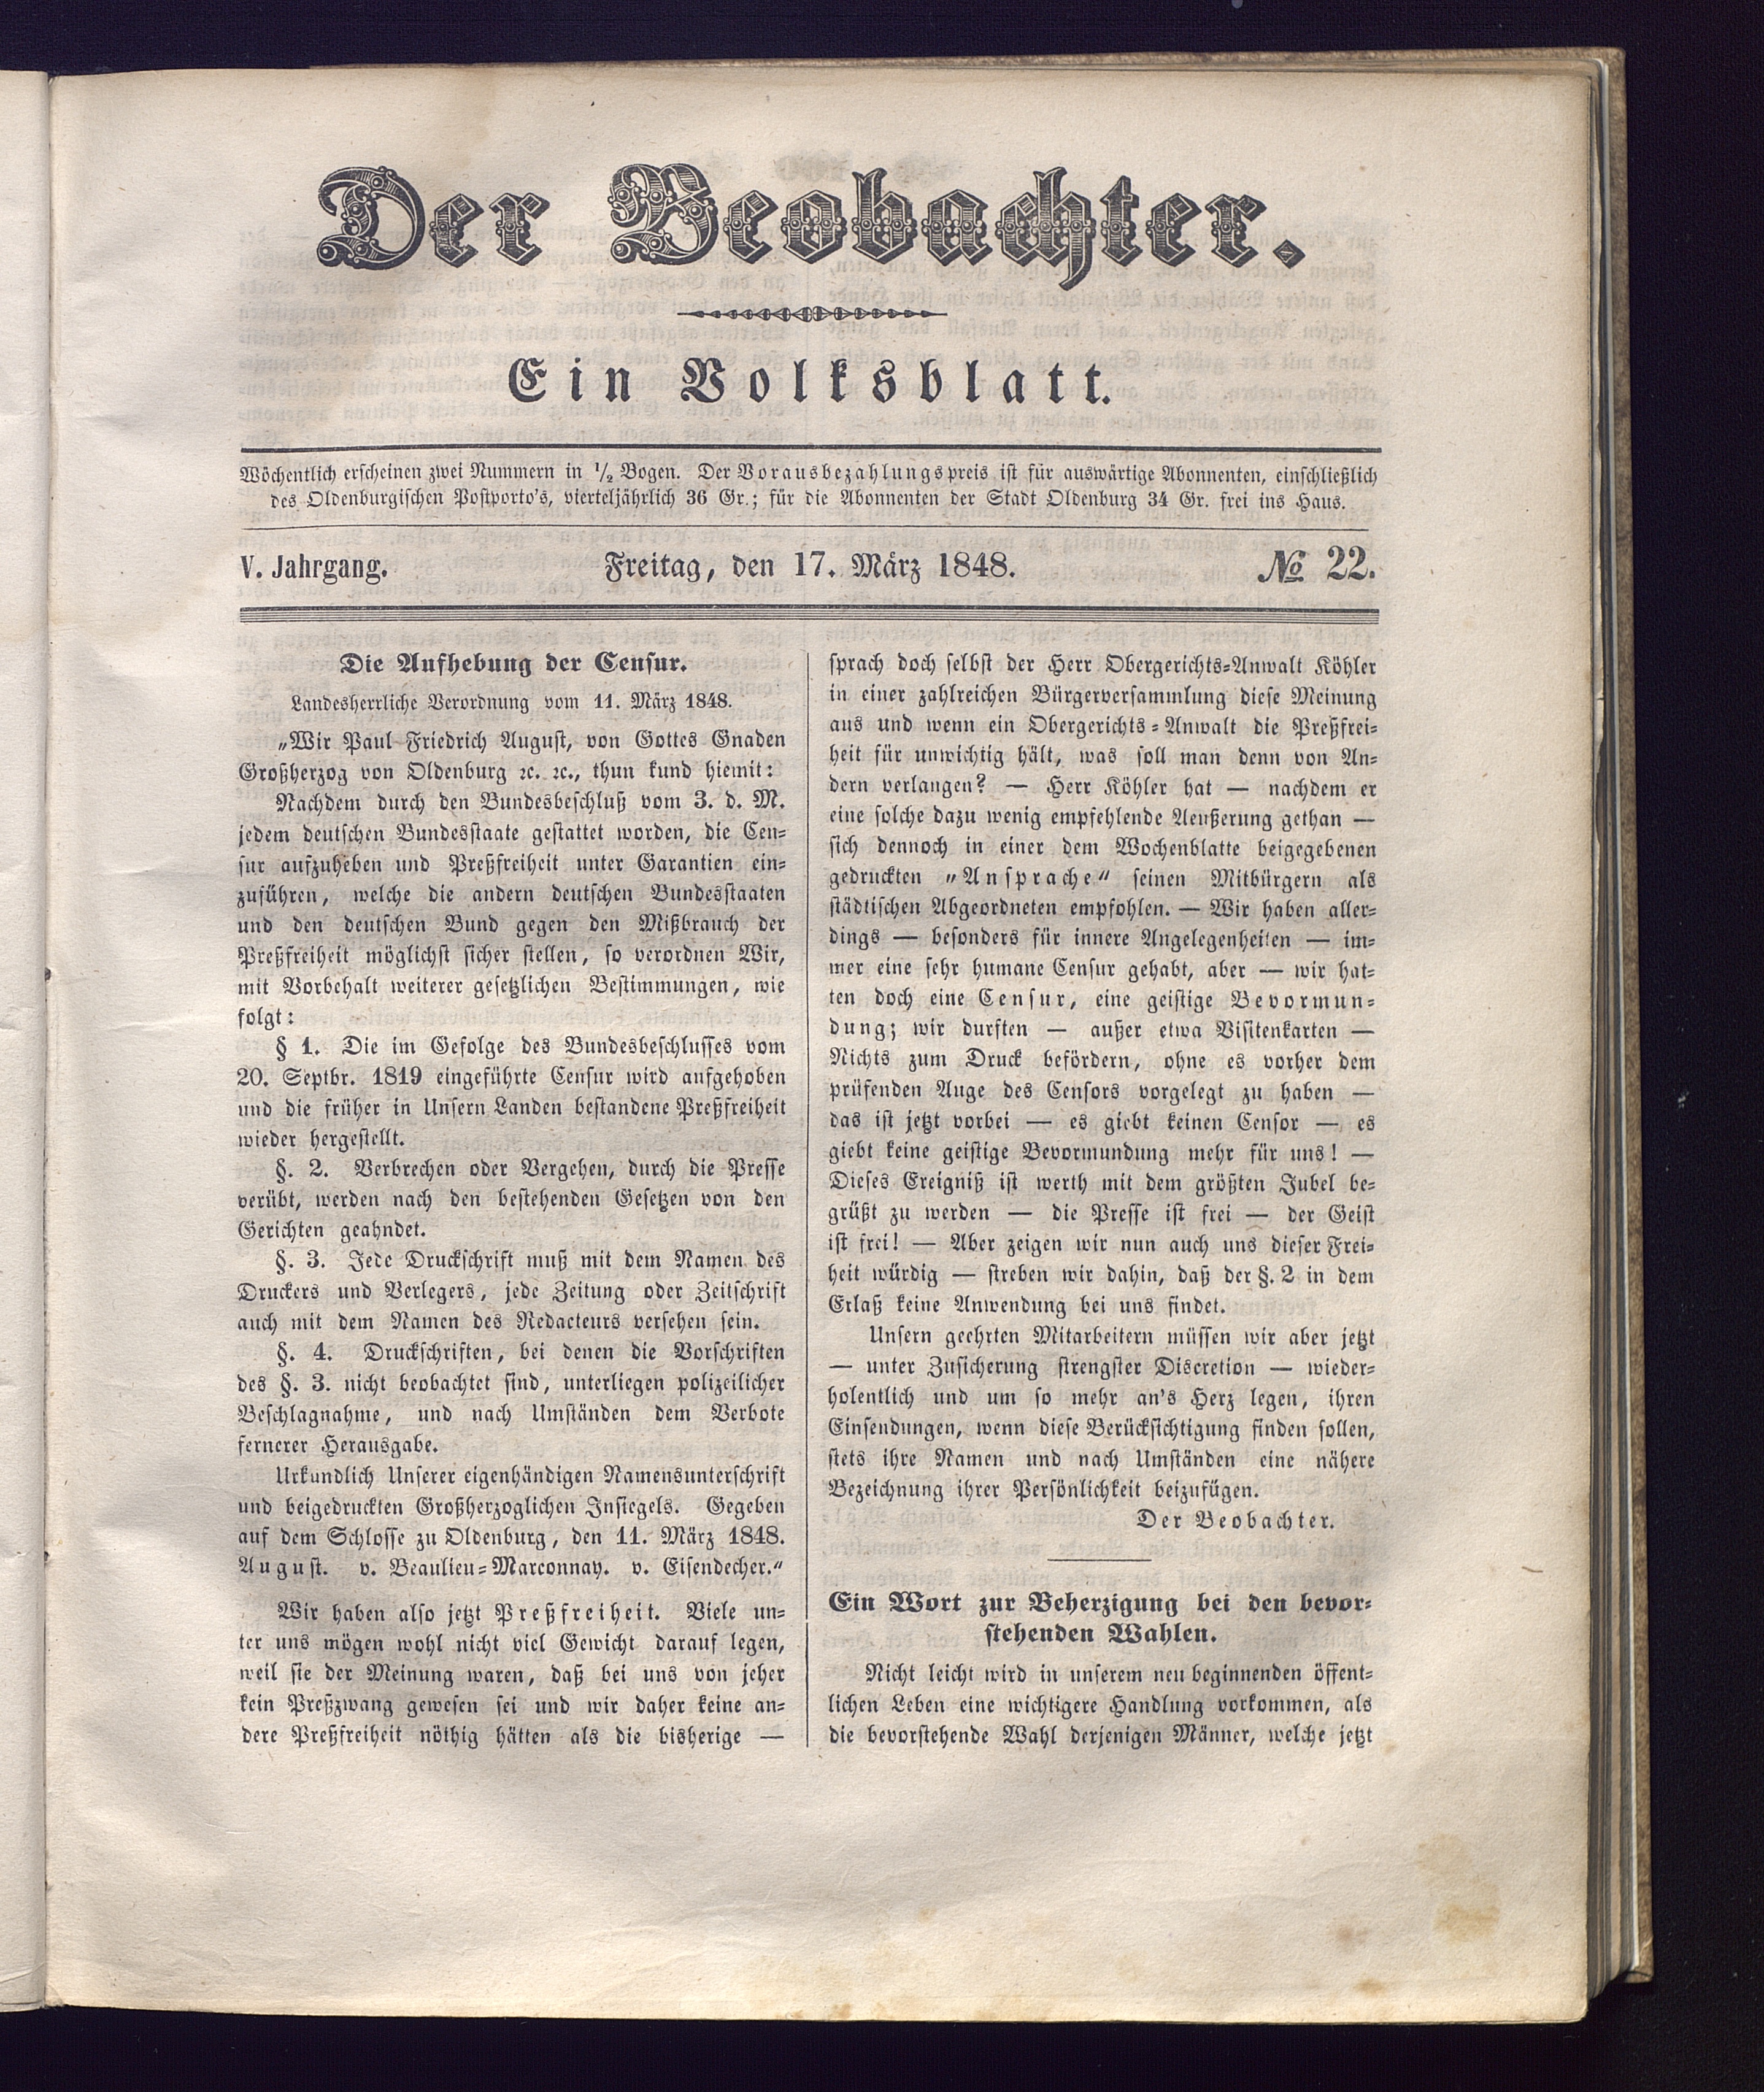 Der Beobachter.
Ein Volksblatt.
Wöchentlich erscheinen zwei Nummern in 1/2 Bogen. Der Vorausbezahlungspreis ist für auswärtige Abonnenten, einschließlich
des Oldenburgischen Postporto's, vierteljährlich 36 Gr.; für die Abonnenten der Stadt Oldenburg 34 Gr. frei ins Haus.
V. Jahrgang. Freitag, den 17. März 1848. No 22.
Die Aufhebung der Censur.
Landesherrliche Verordnung vom 11. März 1848.
„Wir Paul Friedrich August, von Gottes Gnaden
Großherzog von Oldenburg ꝛc. ꝛc., thun kund hiemit:
Nachdem durch den Bundesbeschluß vom 3. d. M.
jedem deutschen Bundesstaate gestattet worden, die Cen-
sur aufzuheben und Preßfreiheit unter Garantien ein-
zuführen, welche die andern deutschen Bundesstaaten
und den deutschen Bund gegen den Mißbrauch der
Preßfreiheit möglichst sicher stellen, so verordnen Wir,
mit Vorbehalt weiterer gesetzlichen Bestimmungen, wie
folgt:
§ 1. Die im Gefolge des Bundesbeschlusses vom
20. Septbr. 1819 eingeführte Censur wird aufgehoben
und die früher in Unsern Landen bestandene Preßfreiheit
wieder hergestellt.
§. 2. Verbrechen oder Vergehen, durch die Presse
verübt, werden nach den bestehenden Gesetzen von den
Gerichten geahndet.
§. 3. Jede Druckschrift muß mit dem Namen des
Druckers und Verlegers, jede Zeitung oder Zeitschrift
auch mit dem Namen des Redacteurs versehen sein.
§. 4. Druckschriften, bei denen die Vorschriften
des §. 3. nicht beobachtet sind, unterliegen polizeilicher
Beschlagnahme, und nach Umständen dem Verbote
fernerer Herausgabe.
Urkundlich Unserer eigenhändigen Namensunterschrift
und beigedruckten Großherzoglichen Insiegels. Gegeben
auf dem Schlosse zu Oldenburg, den 11. März 1848.
August. v. Beaulieu-Marconnay. v. Eisendecher.“
Wir haben also jetzt Preßfreiheit. Viele un-
ter uns mögen wohl nicht viel Gewicht darauf legen,
weil sie der Meinung waren, daß bei uns von jeher
kein Preßzwang gewesen sei und wir daher keine an-
dere Preßfreiheit nöthig hätten als die bisherige —
sprach doch selbst der Herr Obergerichts-Anwalt Köhler
in einer zahlreichen Bürgerversammlung diese Meinung
aus und wenn ein Obergerichts-Anwalt die Preßfrei-
heit für unwichtig hält, was soll man denn von An-
dern verlangen? — Herr Köhler hat — nachdem er
eine solche dazu wenig empfehlende Aeußerung gethan —
sich dennoch in einer dem Wochenblatte beigegebenen
gedruckten „Ansprache“ seinen Mitbürgern als
städtischen Abgeordneten empfohlen. — Wir haben aller-
dings — besonders für innere Angelegenheiten — im-
mer eine sehr humane Censur gehabt, aber — wir hat-
ten doch eine Censur, eine geistige Bevormun-
dung; wir durften — außer etwa Visitenkarten —
Nichts zum Druck befördern, ohne es vorher dem
prüfenden Auge des Censors vorgelegt zu haben —
das ist jetzt vorbei — es giebt keinen Censor — es
giebt keine geistige Bevormundung mehr für uns! —
Dieses Ereigniß ist werth mit dem größten Jubel be-
grüßt zu werden — die Presse ist frei — der Geist
ist frei! — Aber zeigen wir nun auch uns dieser Frei-
heit würdig — streben wir dahin, daß der §. 2 in dem
Erlaß keine Anwendung bei uns findet.
Unsern geehrten Mitarbeitern müssen wir aber jetzt
— unter Zusicherung strengster Discretion — wieder-
holentlich und um so mehr an's Herz legen, ihren
Einsendungen, wenn diese Berücksichtigung finden sollen,
stets ihre Namen und nach Umständen eine nähere
Bezeichnung ihrer Persönlichkeit beizufügen.
Der Beobachter.
Ein Wort zur Beherzigung bei den bevor-
stehenden Wahlen.
Nicht leicht wird in unserem neu beginnenden öffent-
lichen Leben eine wichtigere Handlung vorkommen, als
die bevorstehende Wahl derjenigen Männer, welche jetzt